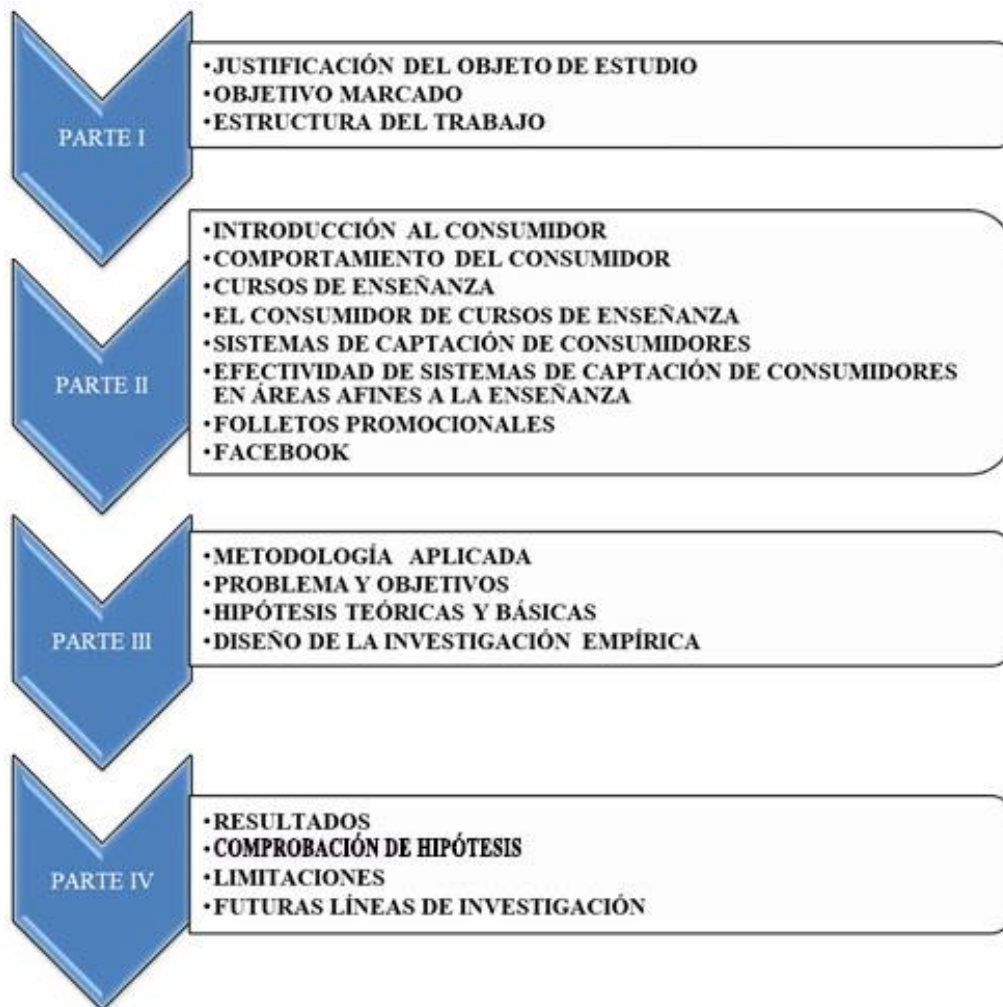 PARTE I
•JUSTIFICACIÓN DEL OBJETO DE ESTUDIO
•OBJETIVO MARCADO
•ESTRUCTURA DEL TRABAJO
PARTE II
•INTRODUCCIÓN AL CONSUMIDOR
•COMPORTAMIENTO DEL CONSUMIDOR
•CURSOS DE ENSEÑANZA
•EL CONSUMIDOR DE CURSOS DE ENSEÑANZA
•SISTEMAS DE CAPTACIÓN DE CONSUMIDORES
•EFECTIVIDAD DE SISTEMAS DE CAPTACIÓN DE CONSUMIDORES
EN ÁREAS AFINES A LA ENSEÑANZA
•FOLLETOS PROMOCIONALES
•FACEBOOK
PARTE III
•METODOLOGÍA APLICADA
•PROBLEMA Y OBJETIVOS
•HIPÓTESIS TEÓRICAS Y BÁSICAS
•DISEÑO DE LA INVESTIGACIÓN EMPÍRICA
PARTE IV
•RESULTADOS
•COMPROBACIÓN DE HIPÓTESIS
•LIMITACIONES
•FUTURAS LÍNEAS DE INVESTIGACIÓN